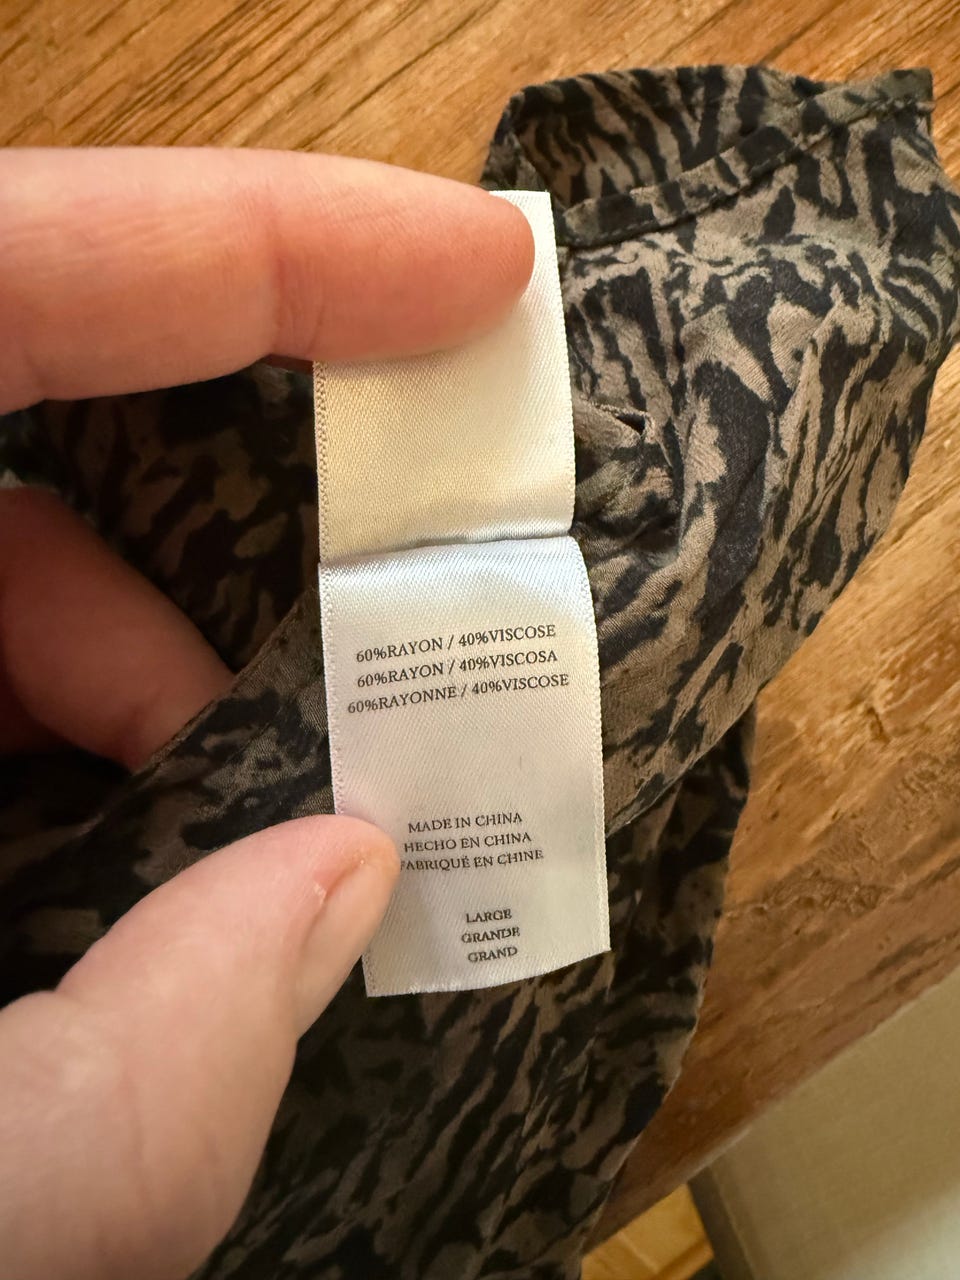 60%RAYON / 40%VISCOSE
60%RAYON / 40%VISCOSA
60%RAYONNE / 40%VISCOSE
MADE IN CHINA
HECHO EN CHINA
FABRIQUÉ EN CHINE
LARGE
GRANDE
GRAND